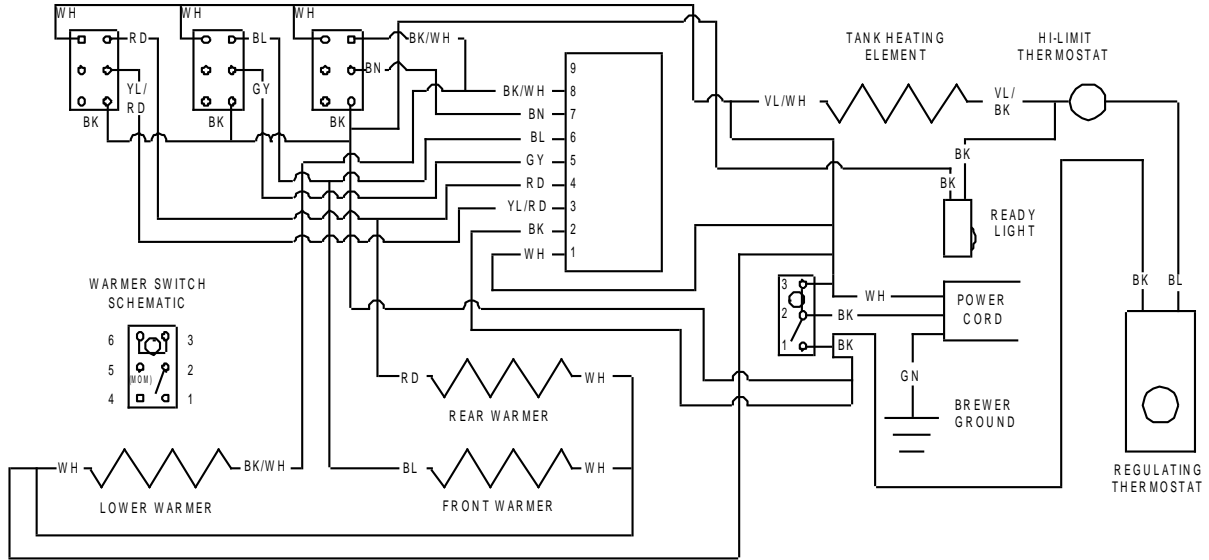 WH
WH
WH
RD
BL
BK/WH
BN
YL/
RD
GY
BK
BK
BK
9
BK/WH 8
BN 7
BL 6
GY 5
RD 4
YL/RD 3
BK 2
WH 1
TANK HEATING
ELEMENT
HI-LIMIT
THERMOSTAT
VL/WH
VL/
BK
BK
BK
READY
LIGHT
BK
BL
WARMER SWITCH
SCHEMATIC
6 3
5 2
(MOM)
4 1
3
2
1
WH
BK
BK
POWER
CORD
GN
BREWER
GROUND
RD
WH
REAR WARMER
WH
BK/WH
LOWER WARMER
BL
WH
FRONT WARMER
REGULATING
THERMOSTAT